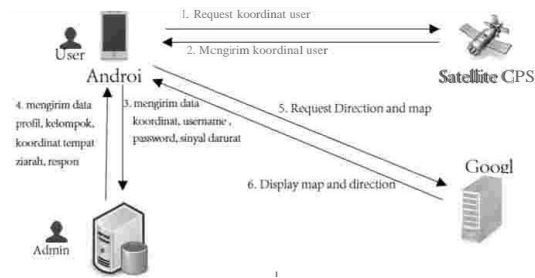 1. Request koordinat user
2. Mengirim koordinal user
User
Androi
Satellite CPS
4. mengirim data
profil, kelompok,
koordinat tempat
ziarah, respon
3. mengirim data
koordinat, username ,
password, sinyal darurat
5. Request Direction and map
6. Display map and direction
Googl
Admin